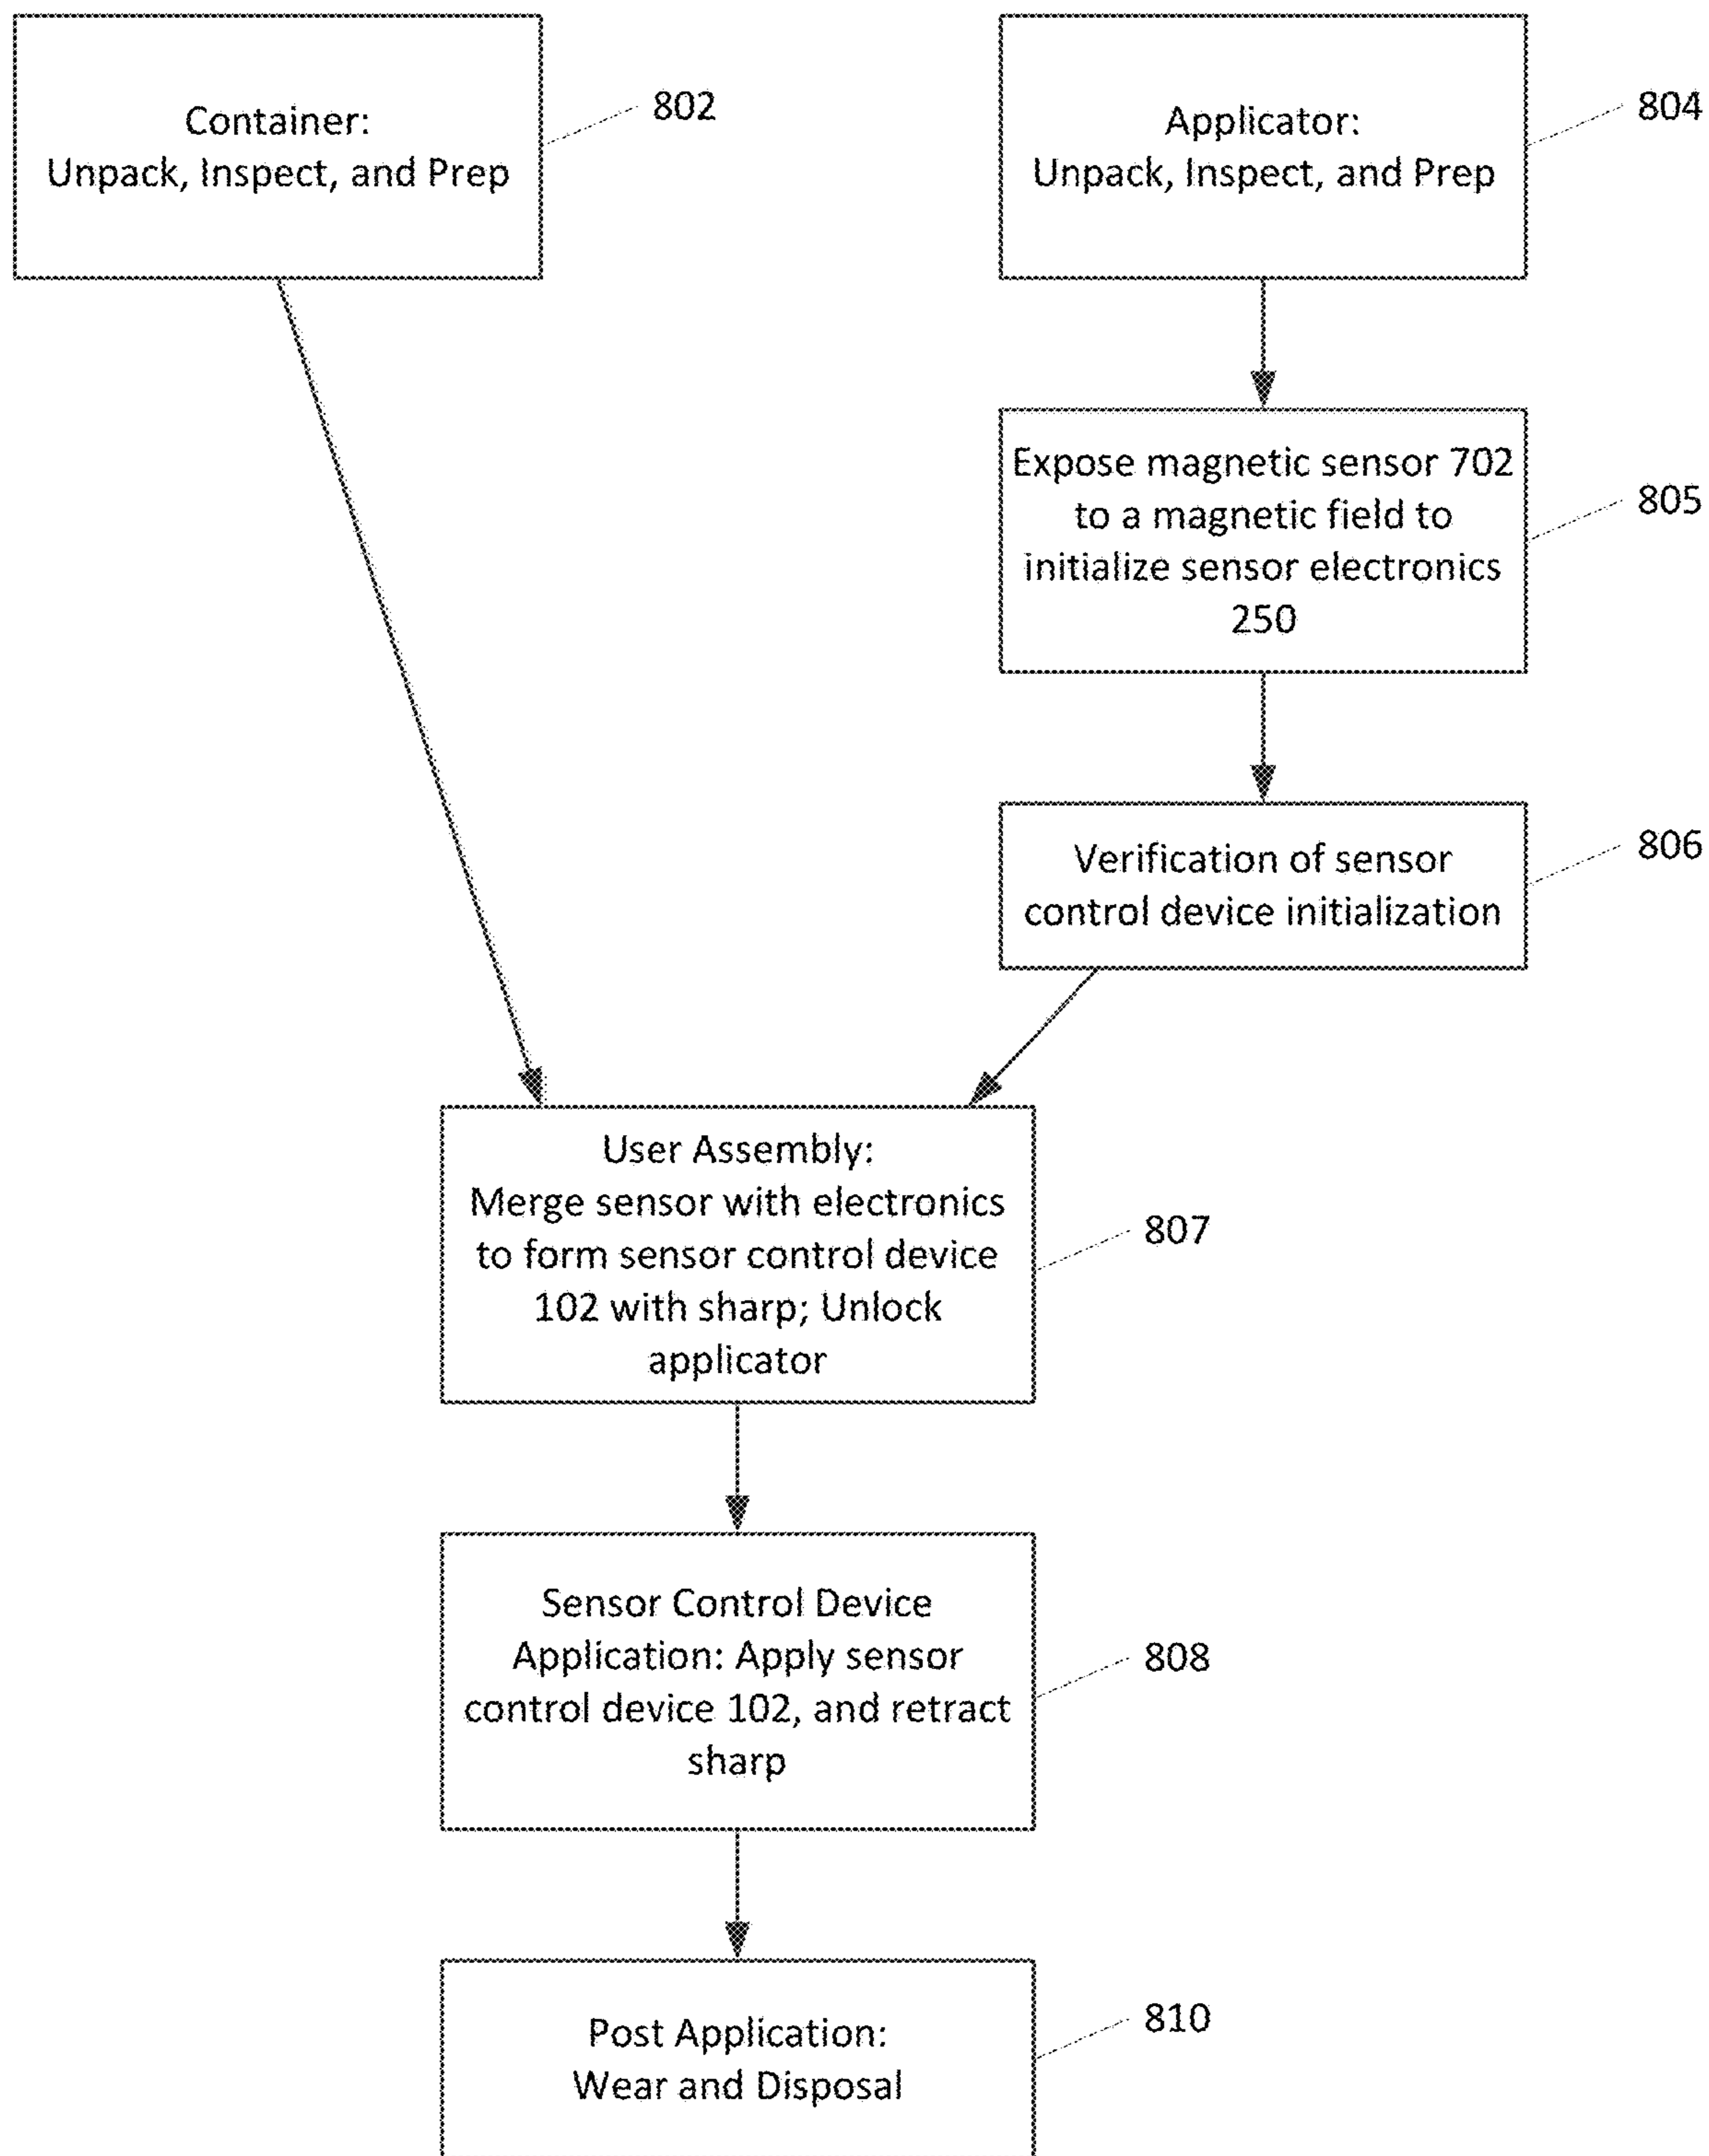 Container:
Unpack, Inspect, and Prep
802
Applicator:
Unpack, Inspect, and Prep
804
Expose magnetic sensor 702
to a magnetic field to
initialize sensor electronics
250
805
Verification of sensor
control device initialization
806
User Assembly:
Merge sensor with electronics
to form sensor control device
102 with sharp; Unlock
applicator
807
Sensor Control Device
Application: Apply sensor
control device 102, and retract
sharp
808
Post Application:
Wear and Disposal
810